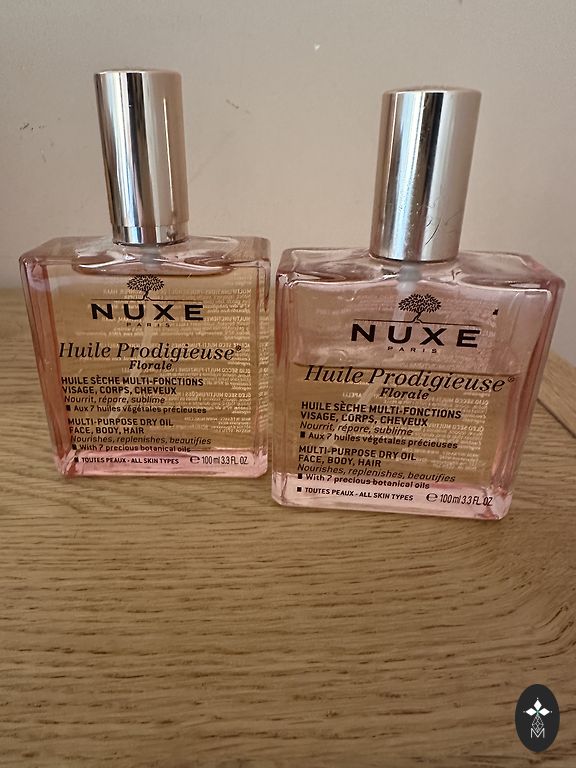 NUXE
PARIS
Huile Prodigieuse®
Florale
HUILE SÈCHE MULTI-FONCTIONS
VISAGE, CORPS, CHEVEUX
Nourrit, répare, sublime
■ Aux 7 huiles végétales précieuses
MULTI-PURPOSE DRY OIL
FACE, BODY, HAIR
Nourishes, replenishes, beautifies
■ With 7 precious botanical oils
■ TOUTES PEAUX - ALL SKIN TYPES ℮ 100 ml 3.3 FL. OZ.
NUXE
PARIS
Huile Prodigieuse®
Florale
HUILE SÈCHE MULTI-FONCTIONS
VISAGE, CORPS, CHEVEUX
Nourrit, répare, sublime
■ Aux 7 huiles végétales précieuses
MULTI-PURPOSE DRY OIL
FACE, BODY, HAIR
Nourishes, replenishes, beautifies
■ With 7 precious botanical oils
■ TOUTES PEAUX - ALL SKIN TYPES ℮ 100 ml 3.3 FL. OZ.
M